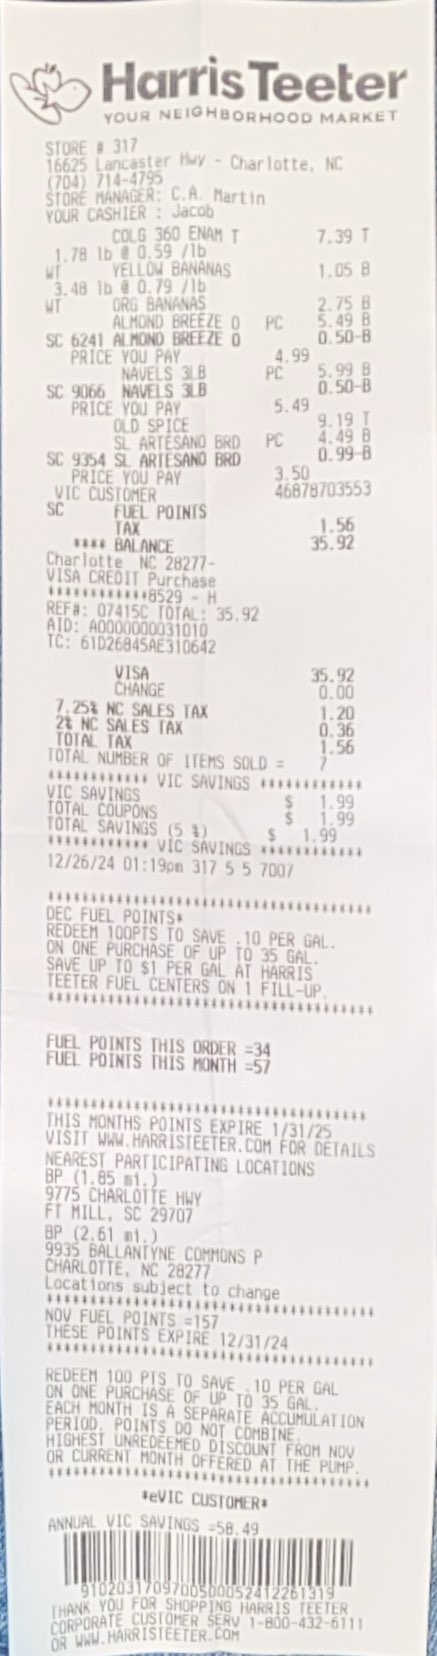 Harris Teeter
YOUR NEIGHBORHOOD MARKET
STORE # 317
16625 Lancaster Hwy - Charlotte, NC
(704) 714-4795
STORE MANAGER: C.A. Martin
YOUR CASHIER : Jacob
COLG 360 ENAM T 7.39 T
1.78 lb @ 0.59 /lb
WT YELLOW BANANAS 1.05 B
3.48 lb @ 0.79 /lb
WT ORG BANANAS 2.75 B
ALMOND BREEZE O PC 5.49 B
SC 6241 ALMOND BREEZE O 0.50-B
PRICE YOU PAY 4.99
NAVELS 3LB PC 5.99 B
SC 9066 NAVELS 3LB 0.50-B
PRICE YOU PAY 5.49
OLD SPICE 9.19 T
SL ARTESANO BRD PC 4.49 B
SC 9354 SL ARTESANO BRD 0.99-B
PRICE YOU PAY 3.50
VIC CUSTOMER 46878703553
SC FUEL POINTS
TAX 1.56
**** BALANCE 35.92
Charlotte NC 28277-
VISA CREDIT Purchase
************8529 - H
REF#: 07415C TOTAL: 35.92
AID: A0000000031010
TC: 61D26845AE310642
VISA 35.92
CHANGE 0.00
7.25% NC SALES TAX 1.20
2% NC SALES TAX 0.36
TOTAL TAX 1.56
TOTAL NUMBER OF ITEMS SOLD = 7
************ VIC SAVINGS ************
VIC SAVINGS $ 1.99
TOTAL COUPONS $ 1.99
TOTAL SAVINGS (5 %) $ 1.99
************ VIC SAVINGS ************
12/26/24 01:19pm 317 5 5 7007
**************************************
DEC FUEL POINTS*
REDEEM 100PTS TO SAVE .10 PER GAL.
ON ONE PURCHASE OF UP TO 35 GAL.
SAVE UP TO $1 PER GAL AT HARRIS
TEETER FUEL CENTERS ON 1 FILL-UP.
**************************************
FUEL POINTS THIS ORDER =34
FUEL POINTS THIS MONTH =57
**************************************
THIS MONTHS POINTS EXPIRE 1/31/25
VISIT WWW.HARRISTEETER.COM FOR DETAILS
NEAREST PARTICIPATING LOCATIONS
BP (1.85 mi.)
9775 CHARLOTTE HWY
FT MILL, SC 29707
BP (2.61 mi.)
9935 BALLANTYNE COMMONS P
CHARLOTTE, NC 28277
Locations subject to change
**************************************
NOV FUEL POINTS =157
THESE POINTS EXPIRE 12/31/24
**************************************
REDEEM 100 PTS TO SAVE .10 PER GAL
ON ONE PURCHASE OF UP TO 35 GAL.
EACH MONTH IS A SEPARATE ACCUMULATION
PERIOD. POINTS DO NOT COMBINE.
HIGHEST UNREDEEMED DISCOUNT FROM NOV
OR CURRENT MONTH OFFERED AT THE PUMP.
**************************************
*eVIC CUSTOMER*
ANNUAL VIC SAVINGS =58.49
9102031709700500052412261319
THANK YOU FOR SHOPPING HARRIS TEETER
CORPORATE CUSTOMER SERV 1-800-432-6111
OR WWW.HARRISTEETER.COM